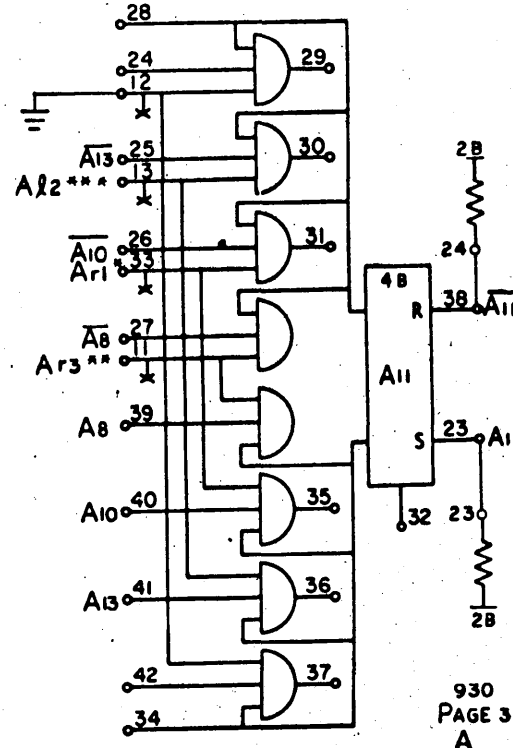 28
24
29
12
A13 25
30
Aℓ2*** 13
A10 26
31
Ar1* 33
4B
2B
24
R 38 A11
A8 27
Ar3** 11
A11
A8 39
S 23 A1
A10 40
35
32
23
A13 41
36
2B
42
37
34
930
PAGE 3
A